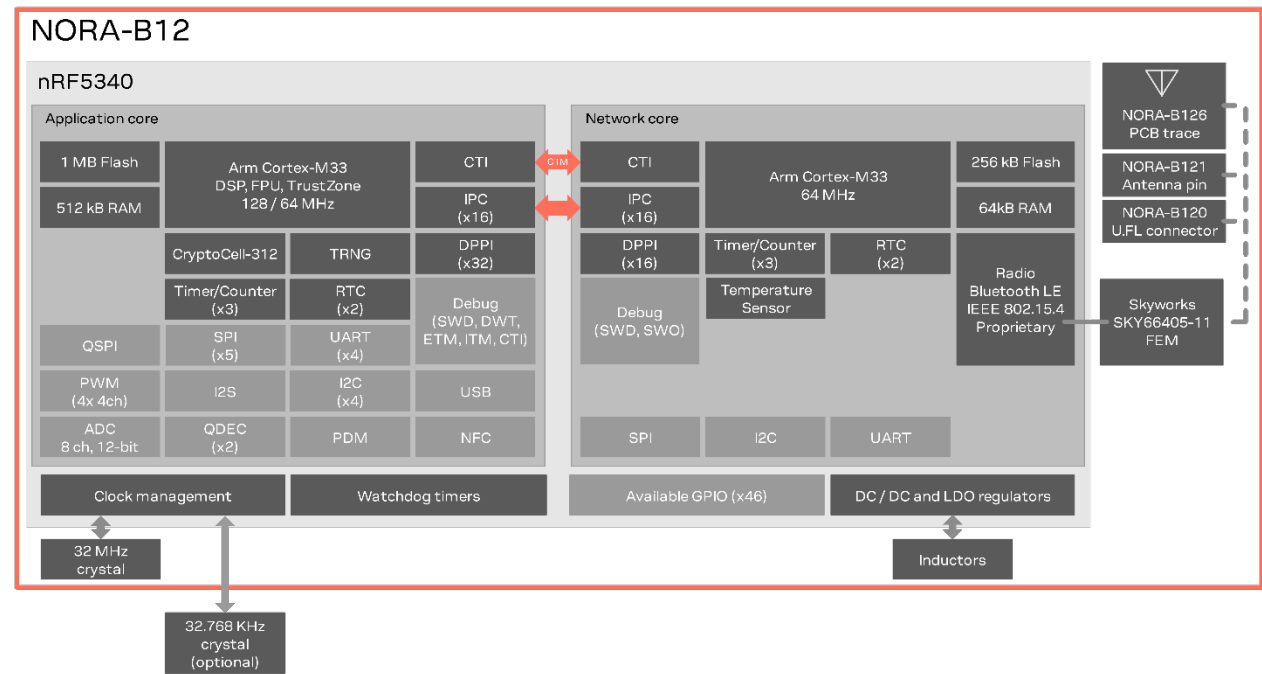 NORA-B12
nRF5340
Application core
1 MB Flash
512 kB RAM
Arm Cortex-M33
DSP, FPU, TrustZone
128 / 64 MHz
CTI
IPC
(x16)
CryptoCell-312
TRNG
DPPI
(x32)
Timer/Counter
(x3)
RTC
(x2)
Debug
(SWD, DWT,
ETM, ITM, CTI)
QSPI
SPI
(x5)
UART
(x4)
PWM
(4x 4ch)
I2S
I2C
(x4)
USB
ADC
8 ch, 12-bit
QDEC
(x2)
PDM
NFC
CTM
Network core
CTI
IPC
(x16)
Arm Cortex-M33
64 MHz
256 kB Flash
64kB RAM
DPPI
(x16)
Timer/Counter
(x3)
RTC
(x2)
Radio
Bluetooth LE
IEEE 802.15.4
Proprietary
Debug
(SWD, SWO)
Temperature
Sensor
SPI
I2C
UART
Clock management
Watchdog timers
Available GPIO (x46)
DC / DC and LDO regulators
32 MHz
crystal
Inductors
32.768 KHz
crystal
(optional)
NORA-B126
PCB trace
NORA-B121
Antenna pin
NORA-B120
U.FL connector
Skyworks
SKY66405-11
FEM